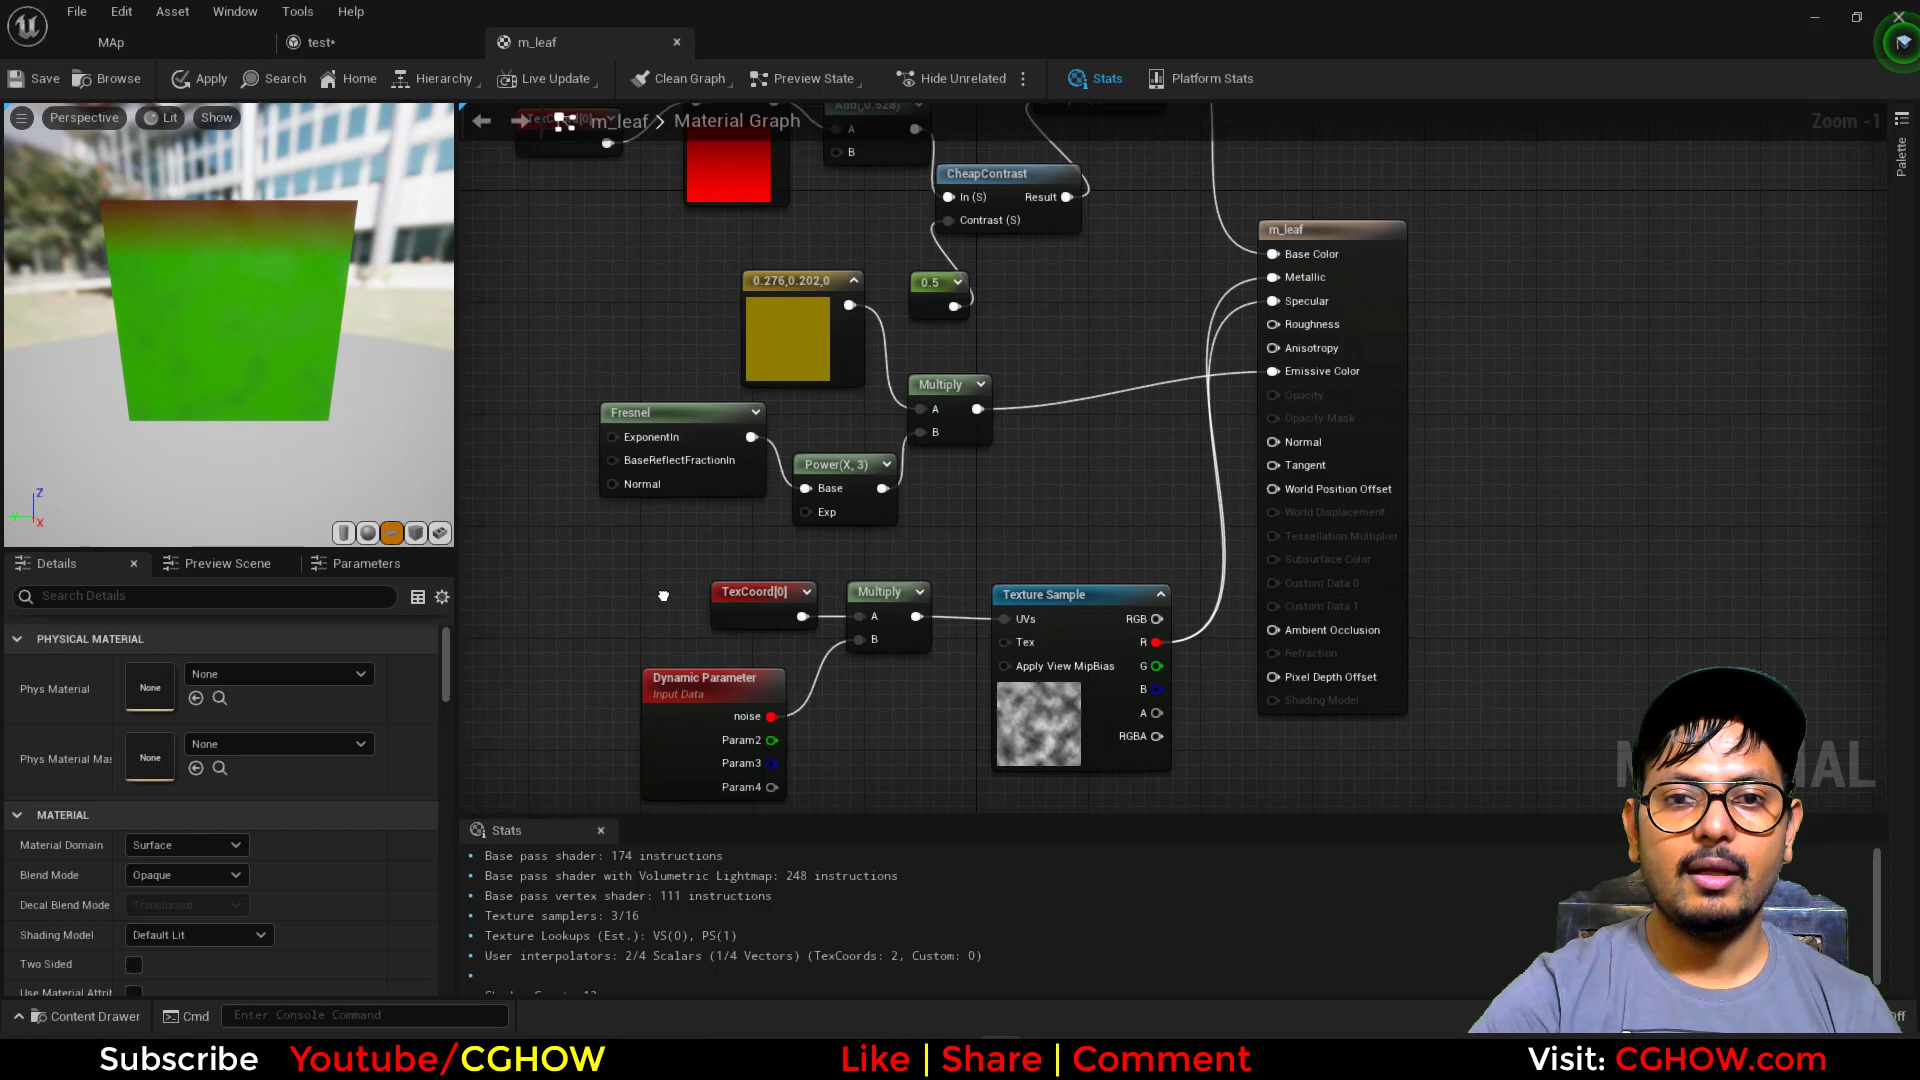 File Edit Asset Window Tools Help
MAp test* m_leaf
Save Browse Apply Search Home Hierarchy Live Update Clean Graph Preview State Hide Unrelated Stats Platform Stats
Perspective Lit Show
m_leaf > Material Graph
Zoom -1
Palette
TexCoord[0]
Add(,0.528)
A
B
CheapContrast
In (S) Result
Contrast (S)
0.276,0.202,0
0.5
Multiply
A
B
Fresnel
ExponentIn
BaseReflectFractionIn
Normal
Power(X, 3)
Base
Exp
TexCoord[0]
Multiply
A
B
Dynamic Parameter
Input Data
noise
Param2
Param3
Param4
Texture Sample
UVs RGB
Tex R
Apply View MipBias G
B
A
RGBA
m_leaf
Base Color
Metallic
Specular
Roughness
Anisotropy
Emissive Color
Opacity
Opacity Mask
Normal
Tangent
World Position Offset
World Displacement
Tessellation Multiplier
Subsurface Color
Custom Data 0
Custom Data 1
Ambient Occlusion
Refraction
Pixel Depth Offset
Shading Model
Z
Y
X
Details Preview Scene Parameters
Search Details
PHYSICAL MATERIAL
Phys Material None None
Phys Material Mas None None
MATERIAL
Material Domain Surface
Blend Mode Opaque
Decal Blend Mode Translucent
Shading Model Default Lit
Two Sided
Use Material Attrib
Stats
Base pass shader: 174 instructions
Base pass shader with Volumetric Lightmap: 248 instructions
Base pass vertex shader: 111 instructions
Texture samplers: 3/16
Texture Lookups (Est.): VS(0), PS(1)
User interpolators: 2/4 Scalars (1/4 Vectors) (TexCoords: 2, Custom: 0)
Content Drawer Cmd Enter Console Command
Off
Subscribe Youtube/CGHOW Like | Share | Comment Visit: CGHOW.com